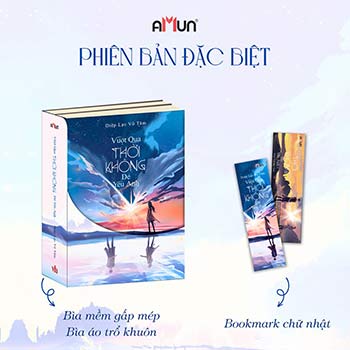 AMUN®
PHIÊN BẢN ĐẶC BIỆT
Diệp Lạc Vô Tâm
Vượt Qua
THỜI
KHÔNG
Để
Yêu Anh
Bìa mềm gấp mép
Bìa áo trổ khuôn
Bookmark chữ nhật